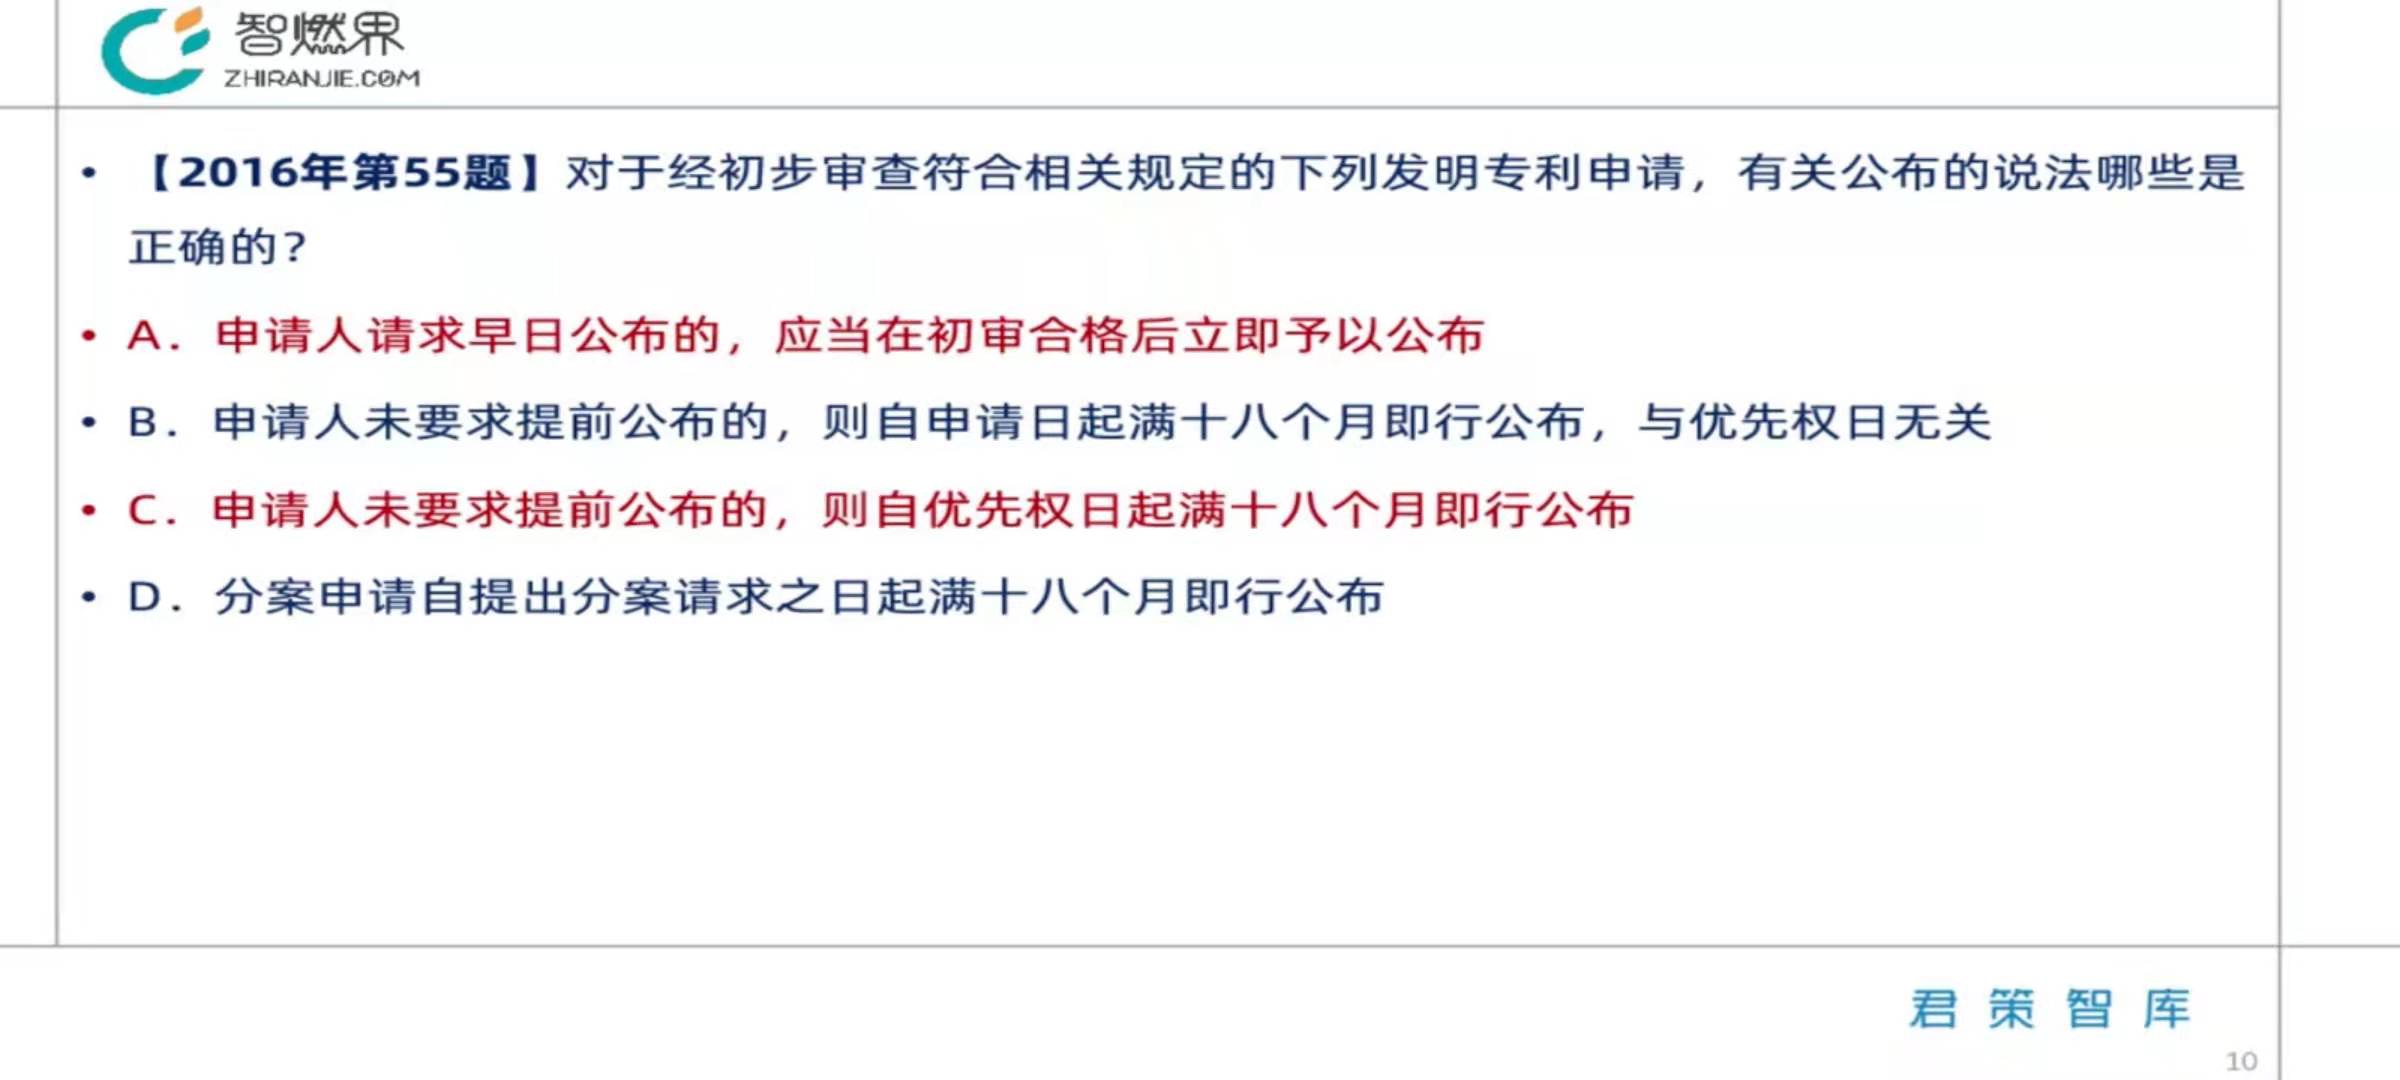 智燃界
ZHIRANJIE.COM
• 【2016年第55题】对于经初步审查符合相关规定的下列发明专利申请，有关公布的说法哪些是
正确的?
• A. 申请人请求早日公布的，应当在初审合格后立即予以公布
• B. 申请人未要求提前公布的，则自申请日起满十八个月即行公布，与优先权日无关
• C. 申请人未要求提前公布的，则自优先权日起满十八个月即行公布
• D. 分案申请自提出分案请求之日起满十八个月即行公布
君策智库
10